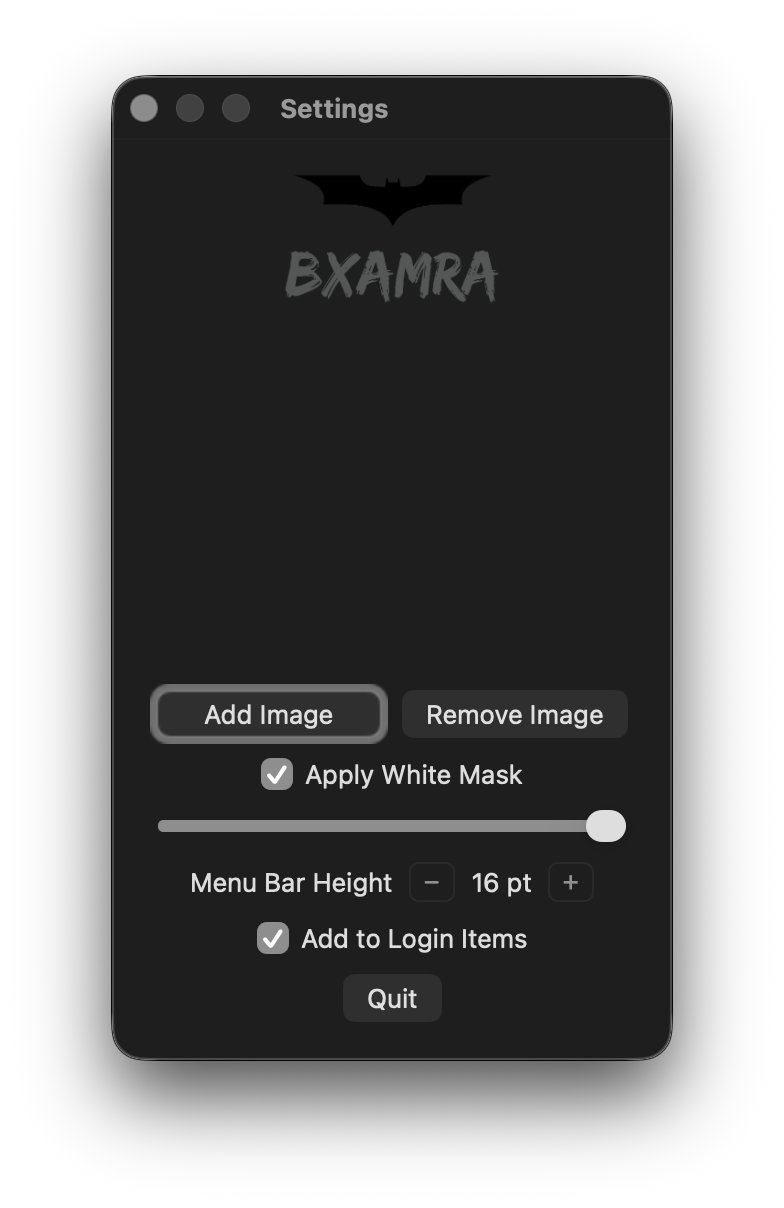 Settings
BXAMRA
Add Image Remove Image
Apply White Mask
Menu Bar Height − 16 pt +
Add to Login Items
Quit